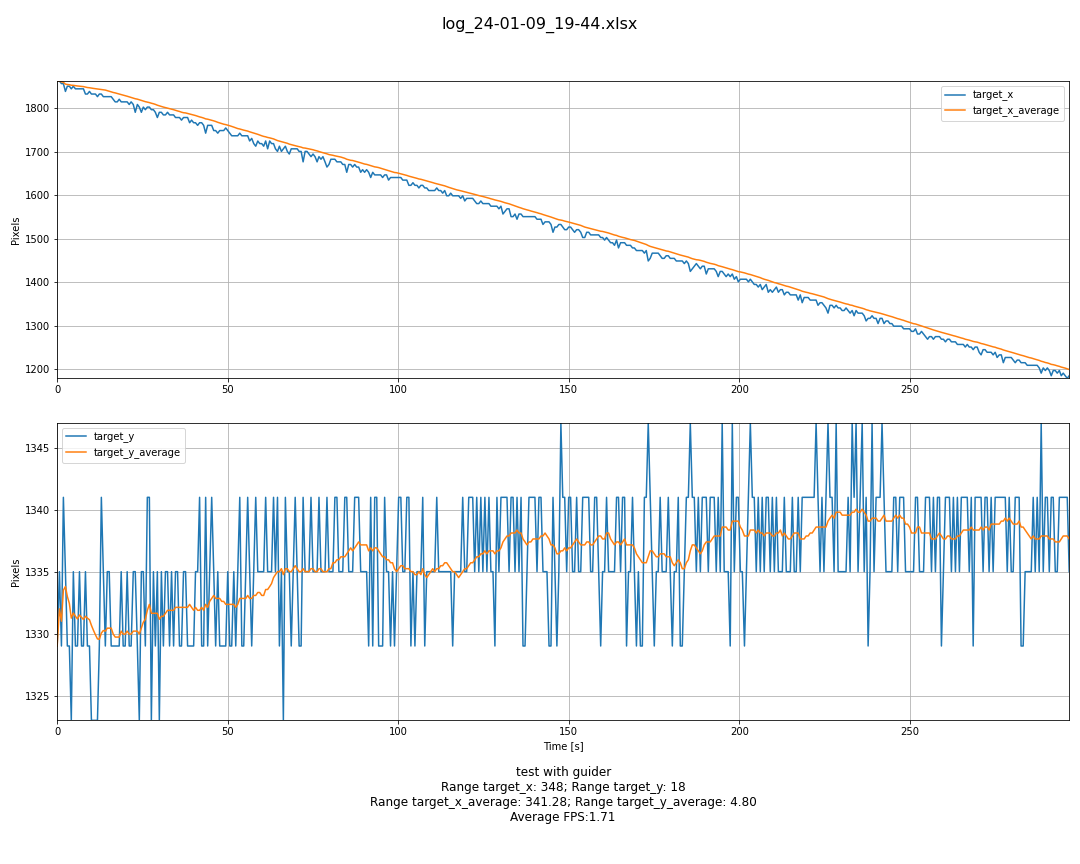 log_24-01-09_19-44.xlsx
target_x
target_x_average
Pixels
1800
1700
1600
1500
1400
1300
1200
0 50 100 150 200 250
target_y
target_y_average
Pixels
1345
1340
1335
1330
1325
0 50 100 150 200 250
Time [s]
test with guider
Range target_x: 348; Range target_y: 18
Range target_x_average: 341.28; Range target_y_average: 4.80
Average FPS:1.71